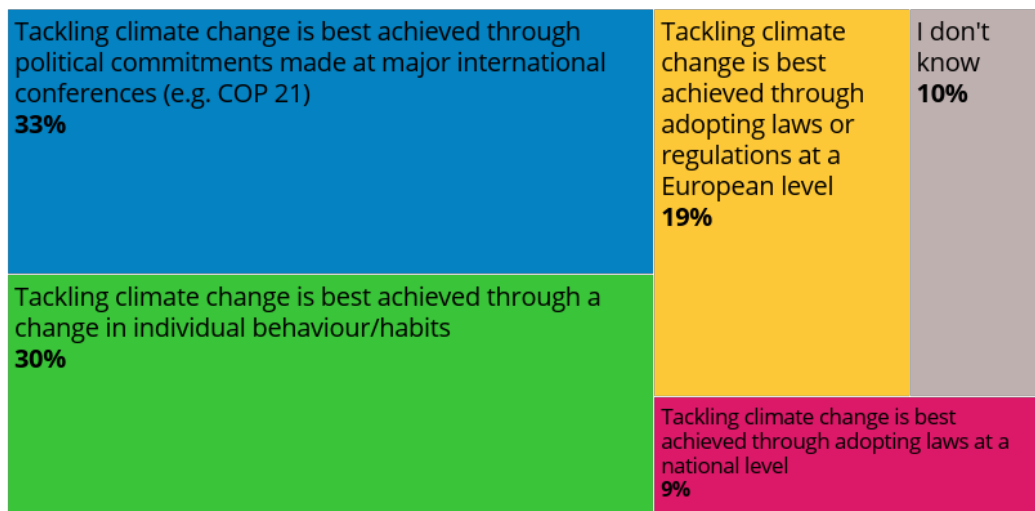 Tackling climate change is best achieved through
political commitments made at major international
conferences (e.g. COP 21)
33%
Tackling climate change is best achieved through a
change in individual behaviour/habits
30%
Tackling climate
change is best
achieved through
adopting laws or
regulations at a
European level
19%
I don't
know
10%
Tackling climate change is best
achieved through adopting laws at a
national level
9%